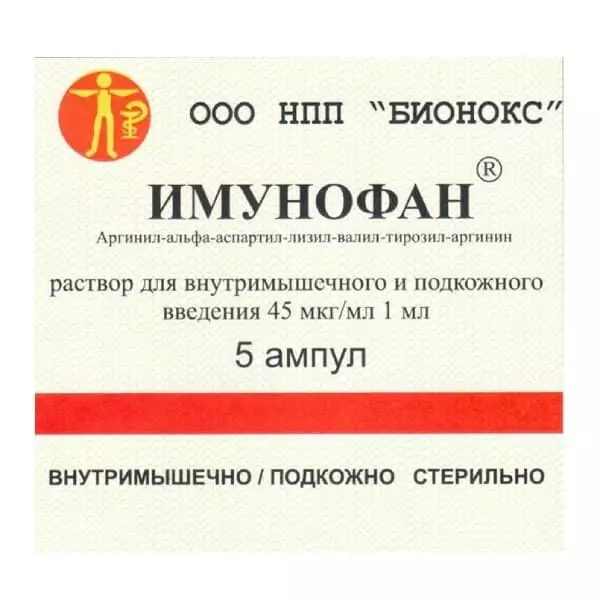 ООО НПП "БИОНОКС"
ИМУНОФАН®
Аргинил-альфа-аспартил-лизил-валил-тирозил-аргинин
раствор для внутримышечного и подкожного
введения 45 мкг/мл 1 мл
5 ампул
ВНУТРИМЫШЕЧНО / ПОДКОЖНО СТЕРИЛЬНО